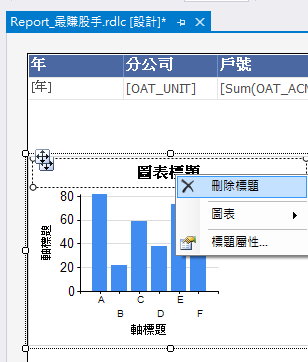 Report_最賺股手.rdlc [設計]*
年 分公司 戶號
[年] [OAT_UNIT] [Sum(OAT_ACN
圖表標題
刪除標題
圖表
標題屬性...
軸標題
80
60
40
20
0
A
B
C
D
E
F
軸標題